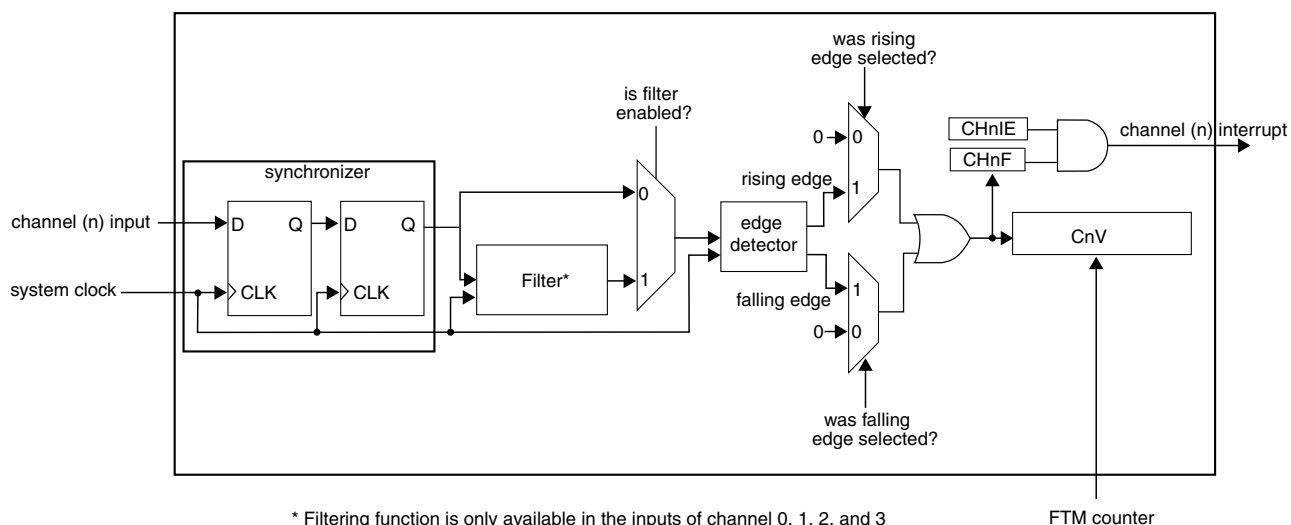 was rising
edge selected?
is filter
enabled?
CHnIE
channel (n) interrupt
0
0
CHnF
synchronizer
rising edge
1
0
channel (n) input
D
Q
D
Q
edge
detector
CnV
Filter*
1
system clock
CLK
CLK
falling edge
1
0
0
was falling
edge selected?
* Filtering function is only available in the inputs of channel 0, 1, 2, and 3
FTM counter